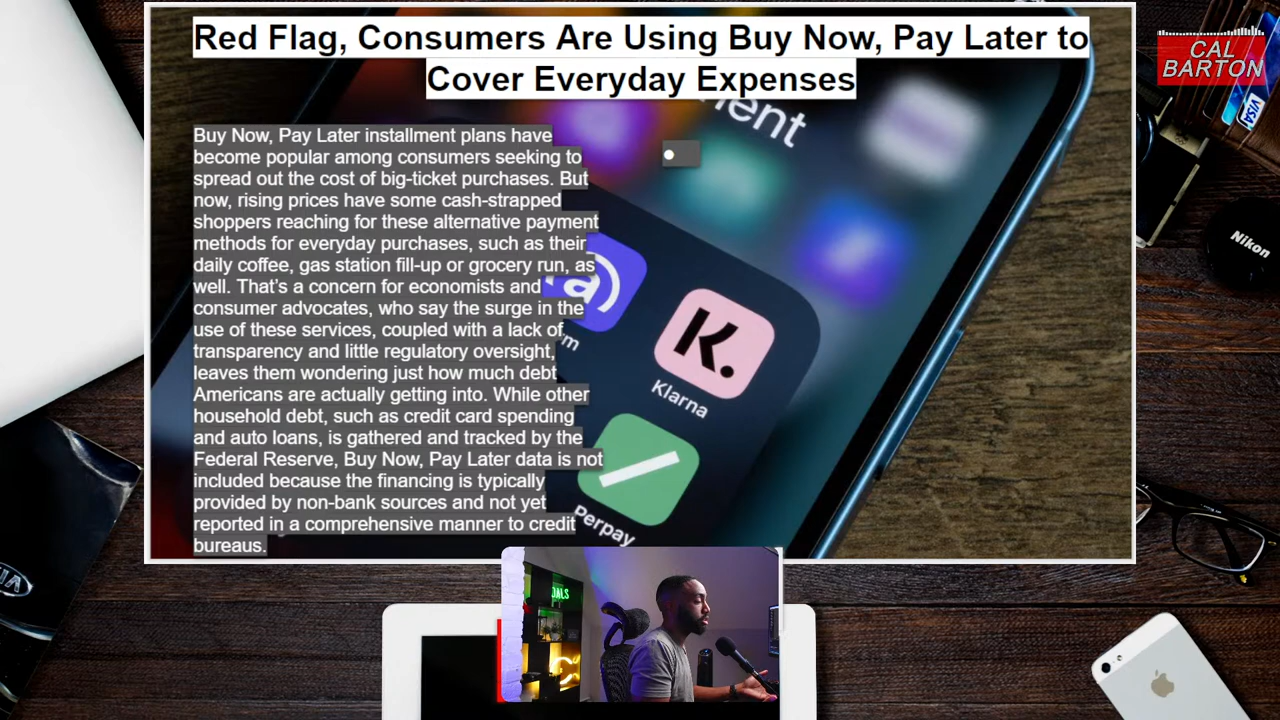 Red Flag, Consumers Are Using Buy Now, Pay Later to
Cover Everyday Expenses
CAL
BARTON
VISA
Nikon
Buy Now, Pay Later installment plans have
become popular among consumers seeking to
spread out the cost of big-ticket purchases. But
now, rising prices have some cash-strapped
shoppers reaching for these alternative payment
methods for everyday purchases, such as their
daily coffee, gas station fill-up or grocery run, as
well. That's a concern for economists and
consumer advocates, who say the surge in the
use of these services, coupled with a lack of
transparency and little regulatory oversight,
leaves them wondering just how much debt
Americans are actually getting into. While other
household debt, such as credit card spending
and auto loans, is gathered and tracked by the
Federal Reserve, Buy Now, Pay Later data is not
included because the financing is typically
provided by non-bank sources and not yet
reported in a comprehensive manner to credit
bureaus.
K.
Klarna
Perpay